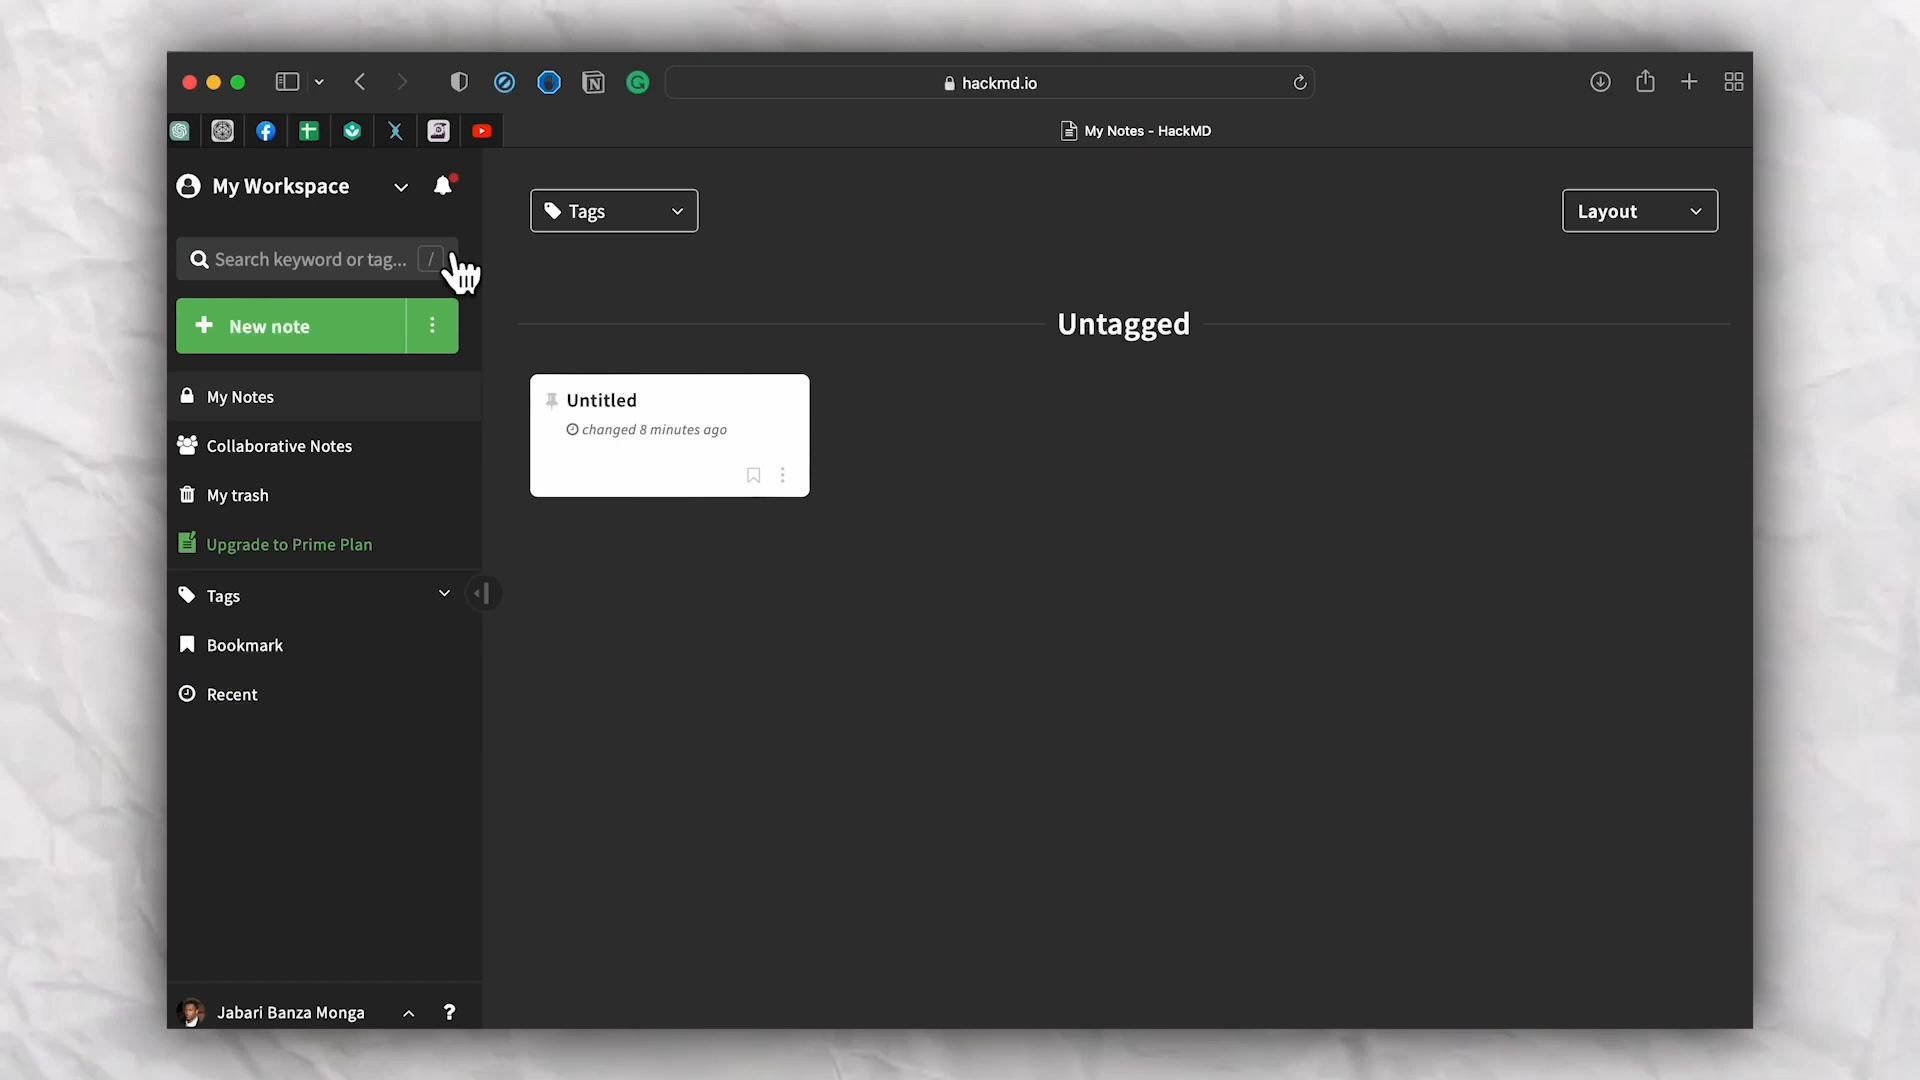 hackmd.io
My Notes - HackMD
My Workspace
Search keyword or tag... /
+ New note
My Notes
Collaborative Notes
My trash
Upgrade to Prime Plan
Tags
Bookmark
Recent
Jabari Banza Monga ?
Tags
Layout
Untagged
Untitled
changed 8 minutes ago